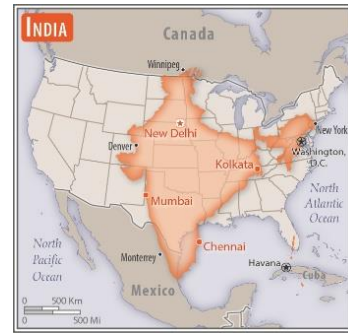 INDIA
Canada
Winnipeg
New Delhi
Denver
New York
Washington,
D.C.
Kolkata
Mumbai
North
Atlantic
Ocean
Chennai
North
Pacific
Ocean
Monterrey
Havana
Cuba
Mexico
0 500 Km
0 500 Mi